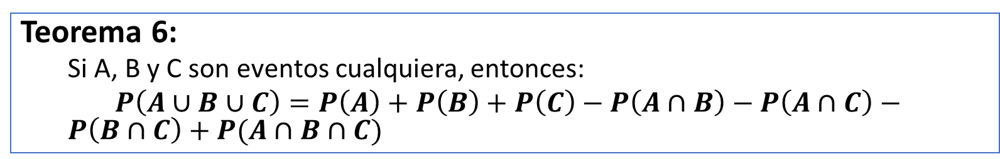 Teorema 6:
Si A, B y C son eventos cualquiera, entonces:
𝑷(𝑨 ∪ 𝑩 ∪ 𝑪) = 𝑷(𝑨) + 𝑷(𝑩) + 𝑷(𝑪) − 𝑷(𝑨 ∩ 𝑩) − 𝑷(𝑨 ∩ 𝑪) −
𝑷(𝑩 ∩ 𝑪) + 𝑷(𝑨 ∩ 𝑩 ∩ 𝑪)